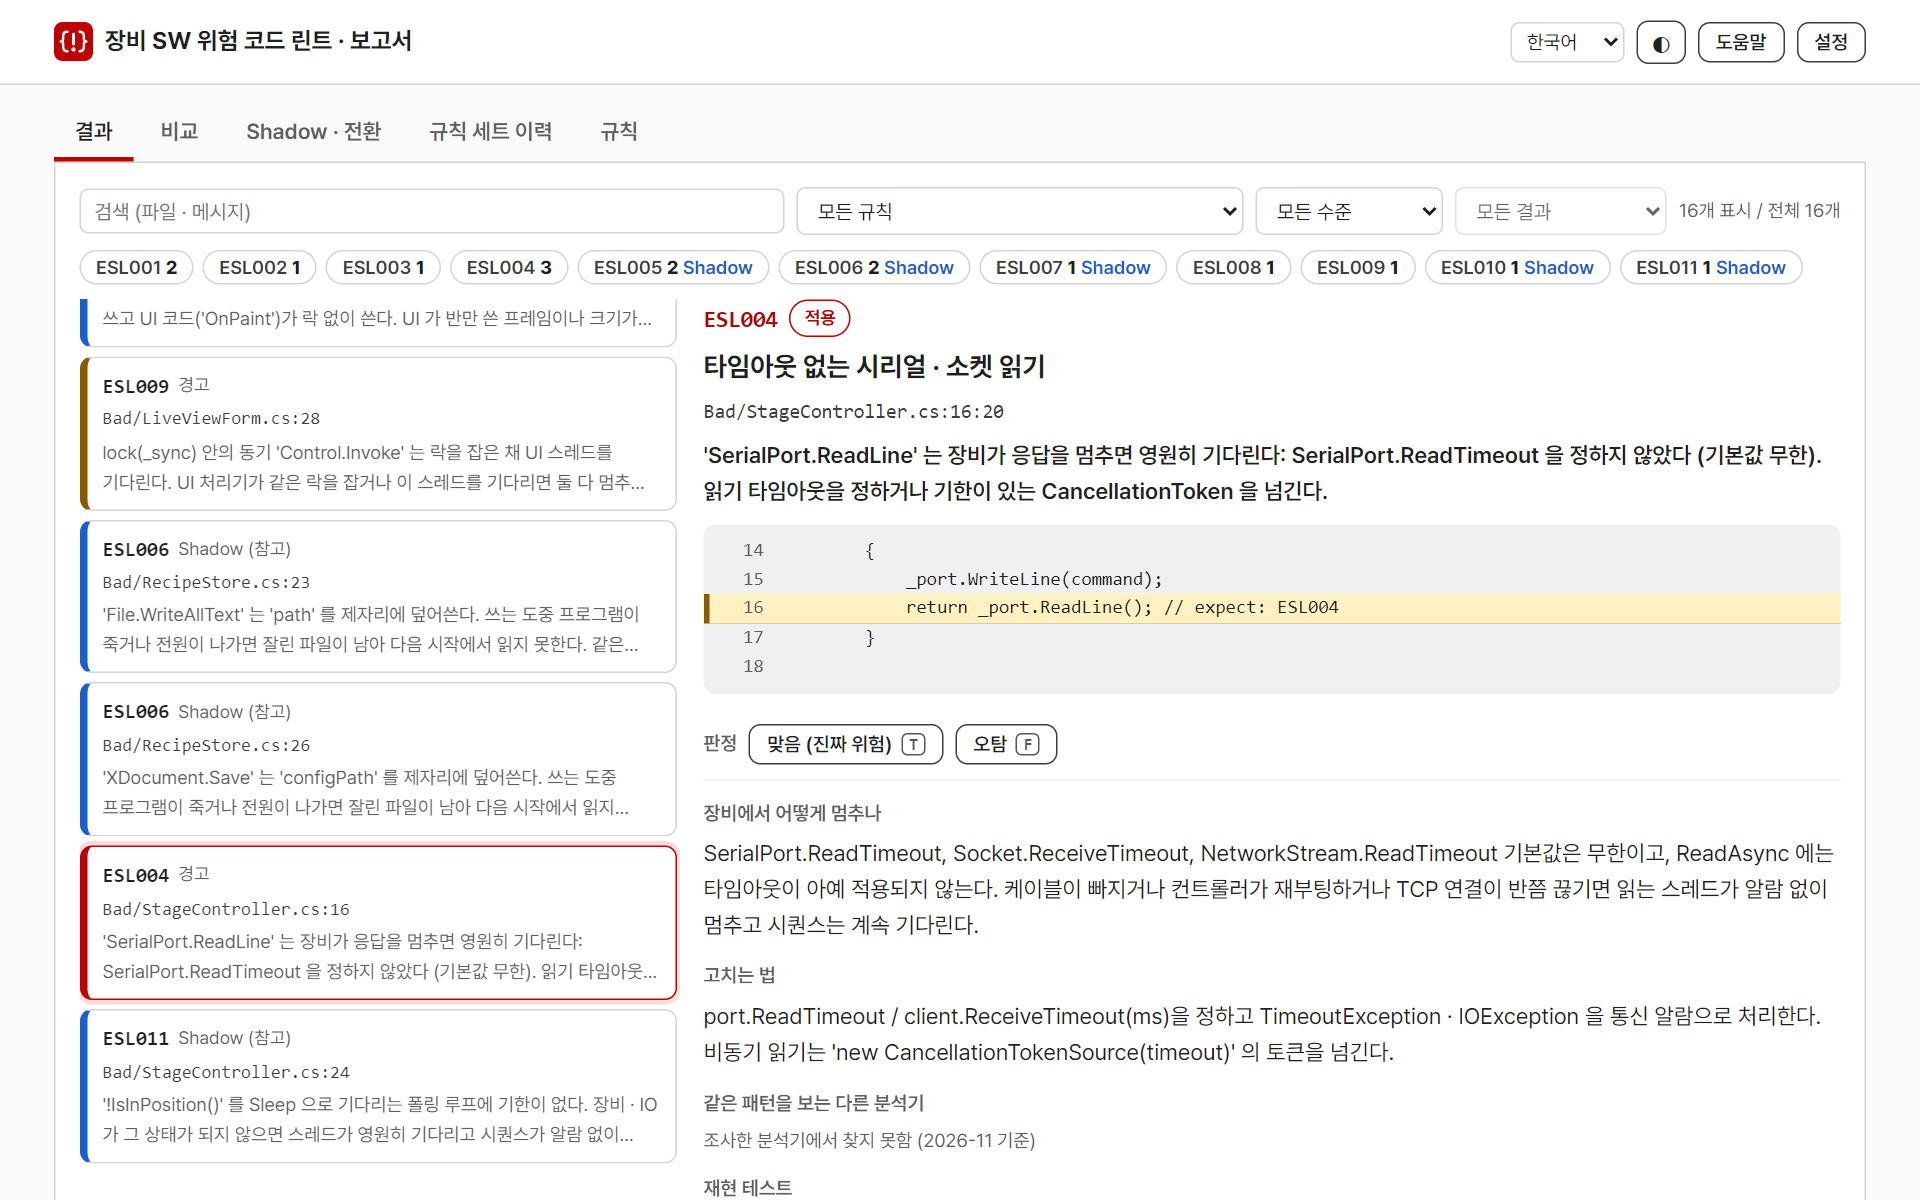 {!} 장비 SW 위험 코드 린트 · 보고서
한국어
도움말
설정
결과 비교 Shadow · 전환 규칙 세트 이력 규칙
검색 (파일 · 메시지)
모든 규칙
모든 수준
모든 결과
16개 표시 / 전체 16개
ESL001 2
ESL002 1
ESL003 1
ESL004 3
ESL005 2 Shadow
ESL006 2 Shadow
ESL007 1 Shadow
ESL008 1
ESL009 1
ESL010 1 Shadow
ESL011 1 Shadow
쓰고 UI 코드('OnPaint')가 락 없이 쓴다. UI 가 반만 쓴 프레임이나 크기가...
ESL009 경고
Bad/LiveViewForm.cs:28
lock(_sync) 안의 동기 'Control.Invoke' 는 락을 잡은 채 UI 스레드를
기다린다. UI 처리기가 같은 락을 잡거나 이 스레드를 기다리면 둘 다 멈추...
ESL006 Shadow (참고)
Bad/RecipeStore.cs:23
'File.WriteAllText' 는 'path' 를 제자리에 덮어쓴다. 쓰는 도중 프로그램이
죽거나 전원이 나가면 잘린 파일이 남아 다음 시작에서 읽지 못한다. 같은...
ESL006 Shadow (참고)
Bad/RecipeStore.cs:26
'XDocument.Save' 는 'configPath' 를 제자리에 덮어쓴다. 쓰는 도중
프로그램이 죽거나 전원이 나가면 잘린 파일이 남아 다음 시작에서 읽지...
ESL004 경고
Bad/StageController.cs:16
'SerialPort.ReadLine' 는 장비가 응답을 멈추면 영원히 기다린다:
SerialPort.ReadTimeout 을 정하지 않았다 (기본값 무한). 읽기 타임아웃...
ESL011 Shadow (참고)
Bad/StageController.cs:24
'!IsInPosition()' 를 Sleep 으로 기다리는 폴링 루프에 기한이 없다. 장비 · IO
가 그 상태가 되지 않으면 스레드가 영원히 기다리고 시퀀스가 알람 없이...
ESL004 적용
타임아웃 없는 시리얼 · 소켓 읽기
Bad/StageController.cs:16:20
'SerialPort.ReadLine' 는 장비가 응답을 멈추면 영원히 기다린다: SerialPort.ReadTimeout 을 정하지 않았다 (기본값 무한).
읽기 타임아웃을 정하거나 기한이 있는 CancellationToken 을 넘긴다.
14 {
15 _port.WriteLine(command);
16 return _port.ReadLine(); // expect: ESL004
17 }
18
판정 맞음 (진짜 위험) T 오탐 F
장비에서 어떻게 멈추나
SerialPort.ReadTimeout, Socket.ReceiveTimeout, NetworkStream.ReadTimeout 기본값은 무한이고, ReadAsync 에는
타임아웃이 아예 적용되지 않는다. 케이블이 빠지거나 컨트롤러가 재부팅하거나 TCP 연결이 반쯤 끊기면 읽는 스레드가 알람 없이
멈추고 시퀀스는 계속 기다린다.
고치는 법
port.ReadTimeout / client.ReceiveTimeout(ms)을 정하고 TimeoutException · IOException 을 통신 알람으로 처리한다.
비동기 읽기는 'new CancellationTokenSource(timeout)' 의 토큰을 넘긴다.
같은 패턴을 보는 다른 분석기
조사한 분석기에서 찾지 못함 (2026-11 기준)
재현 테스트